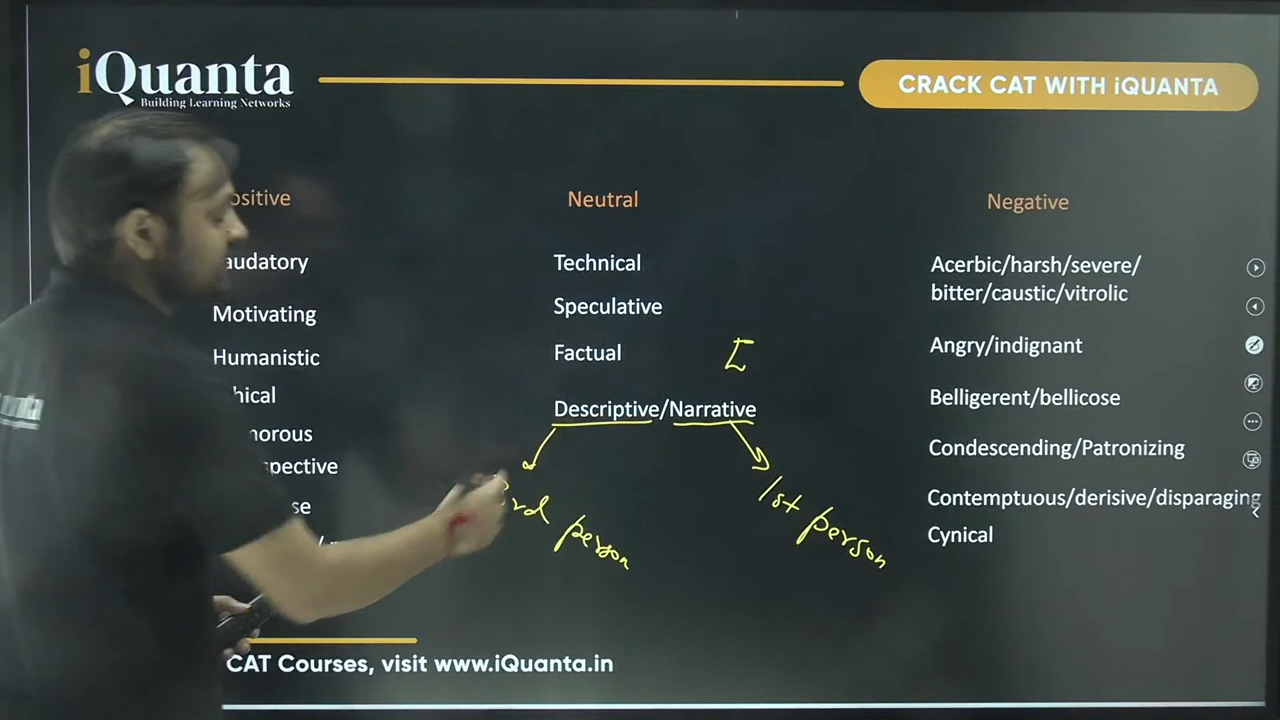 iQuanta
Building Learning Networks
CRACK CAT WITH iQUANTA
Neutral
Negative
Technical
Acerbic/harsh/severe/
bitter/caustic/vitrolic
Motivating
Speculative
Humanistic
Factual
Angry/indignant
Descriptive/Narrative
Belligerent/bellicose
Condescending/Patronizing
person
1st person
Contemptuous/derisive/disparaging
Cynical
CAT Courses, visit www.iQuanta.in